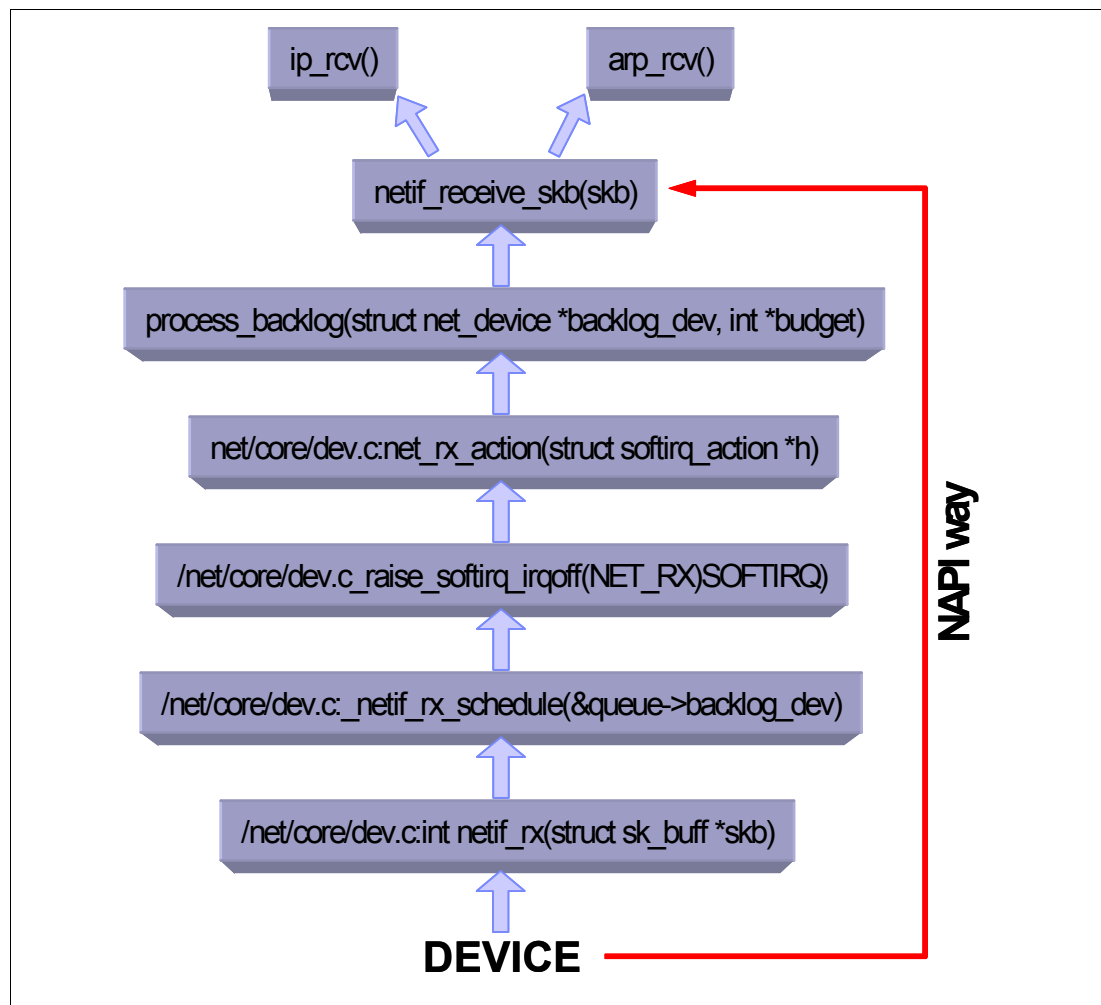 ip_rcv()
arp_rcv()
netif_receive_skb(skb)
process_backlog(struct net_device *backlog_dev, int *budget)
net/core/dev.c:net_rx_action(struct softirq_action *h)
/net/core/dev.c_raise_softirq_irqoff(NET_RX)SOFTIRQ)
/net/core/dev.c:_netif_rx_schedule(&queue->backlog_dev)
/net/core/dev.c:int netif_rx(struct sk_buff *skb)
DEVICE
NAPI way